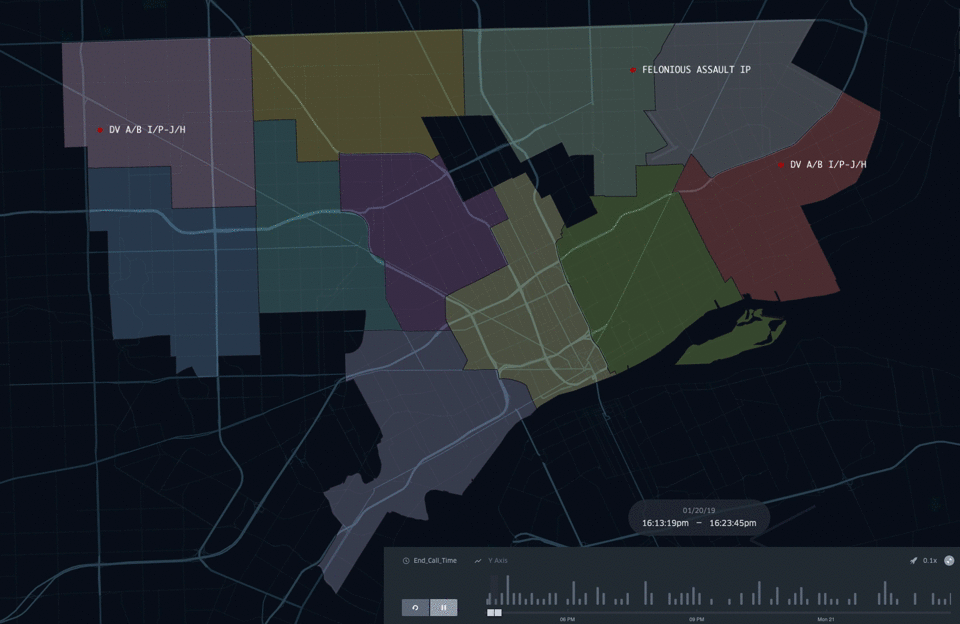 FELONIOUS ASSAULT IP
DV A/B I/P-J/H
DV A/B I/P-J/H
01/20/19
16:13:19pm – 16:23:45pm
End_Call_Time
Y Axis
0.1x
06 PM
09 PM
Mon 21